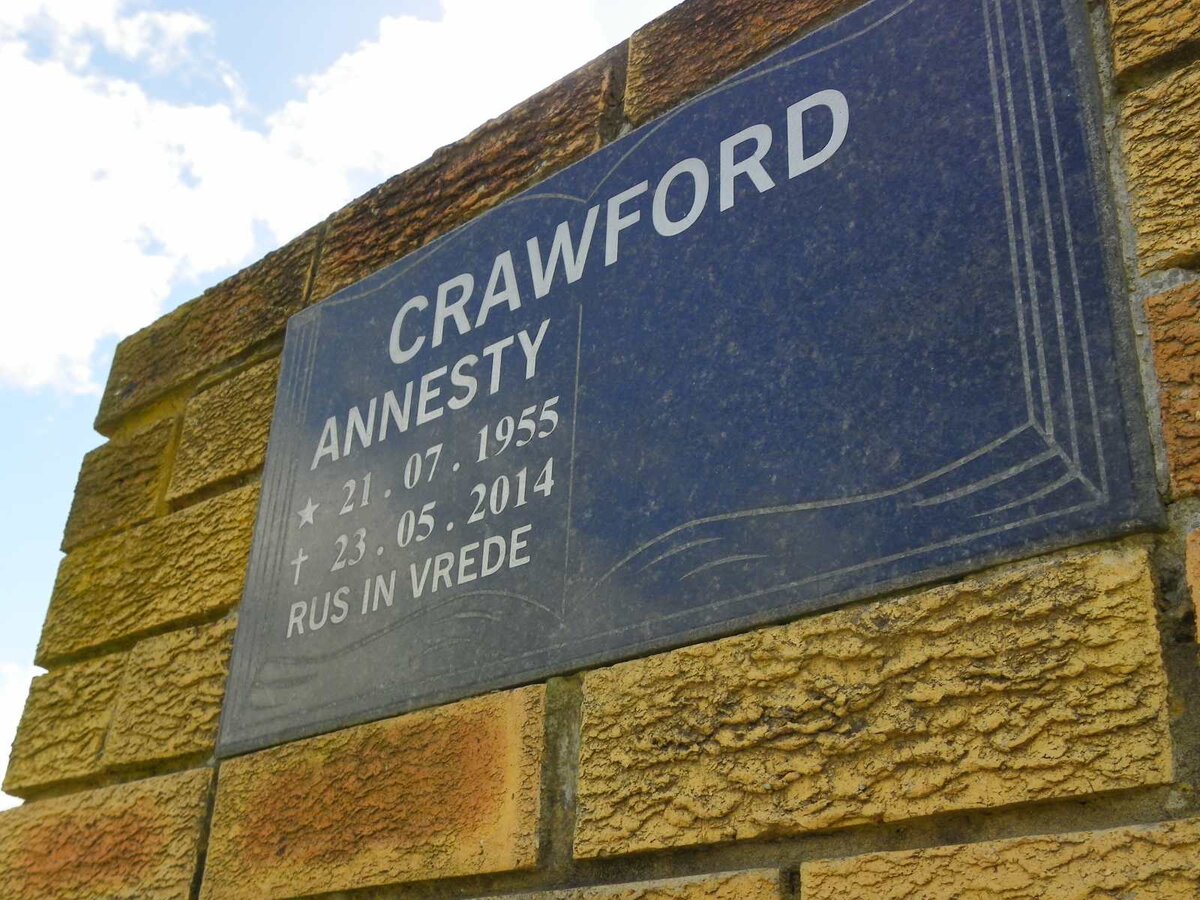 CRAWFORD
ANNESTY
★ 21 . 07 . 1955
† 23 . 05 . 2014
RUS IN VREDE